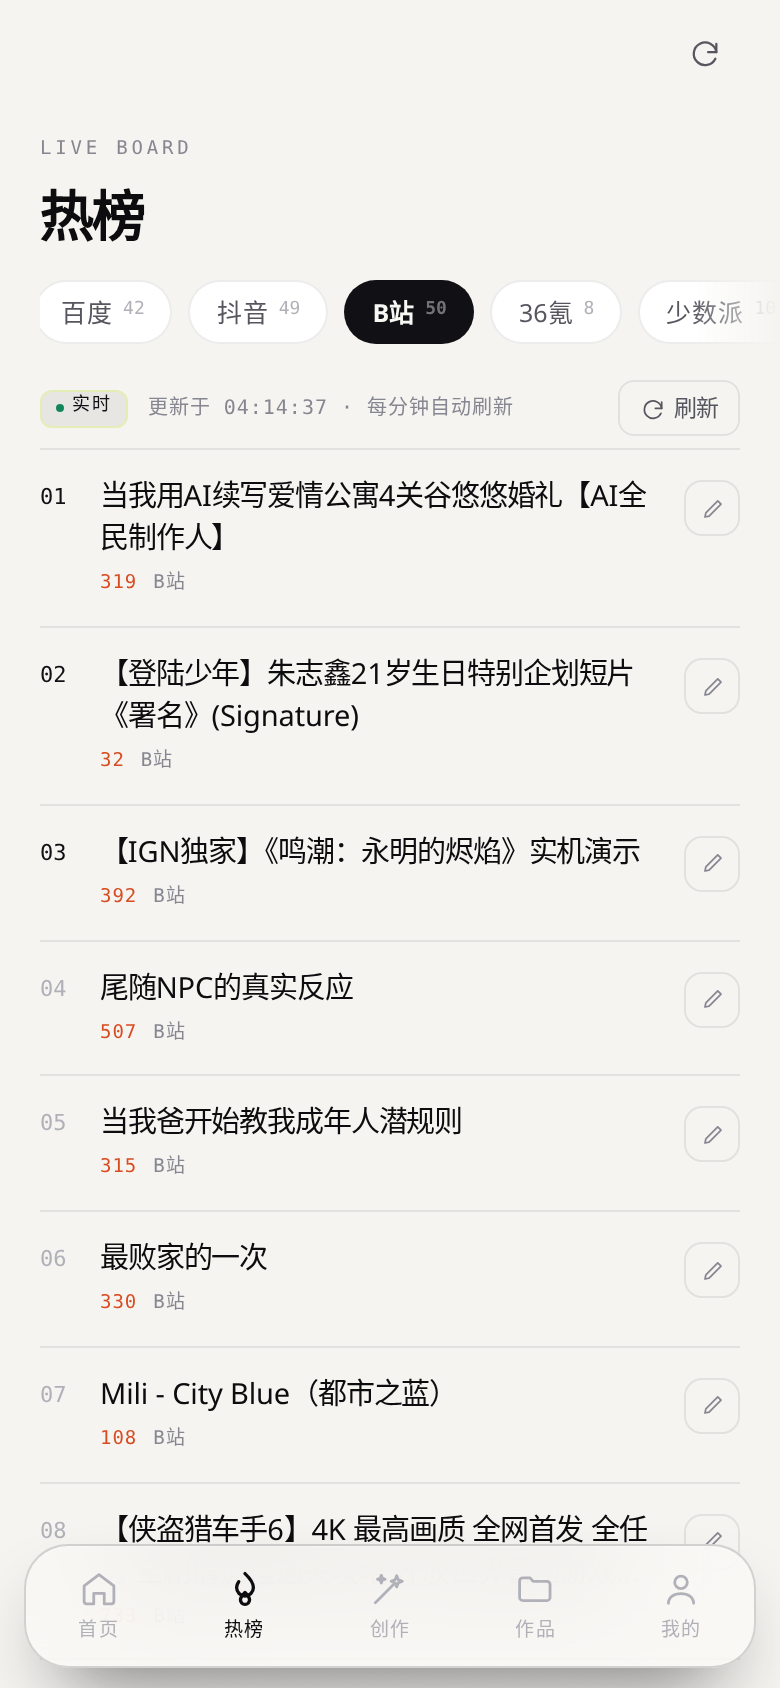 LIVE BOARD
热榜
百度 42
抖音 49
B站 50
36氪 8
少数派 10
实时
更新于 04:14:37 · 每分钟自动刷新
刷新
01
当我用AI续写爱情公寓4关谷悠悠婚礼【AI全
民制作人】
319 B站
02
【登陆少年】朱志鑫21岁生日特别企划短片
《署名》(Signature)
32 B站
03
【IGN独家】《鸣潮：永明的烬焰》实机演示
392 B站
04
尾随NPC的真实反应
507 B站
05
当我爸开始教我成年人潜规则
315 B站
06
最败家的一次
330 B站
07
Mili - City Blue（都市之蓝）
108 B站
08
【侠盗猎车手6】4K 最高画质 全网首发 全任
首页
热榜
创作
作品
我的